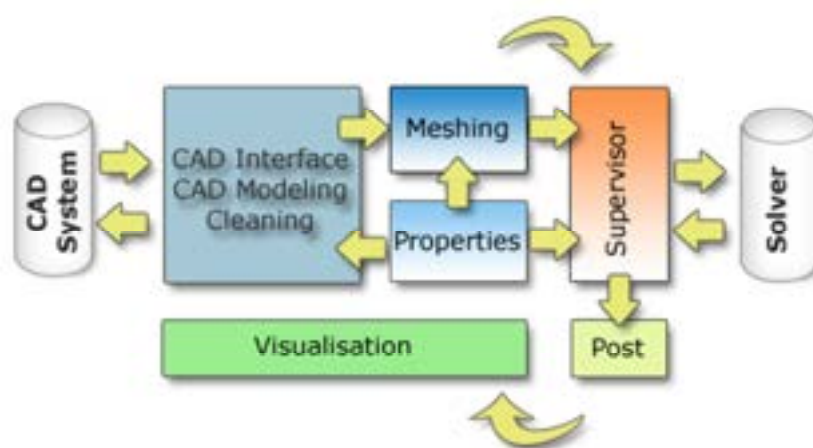 CAD
System
CAD Interface
CAD Modeling
Cleaning
Meshing
Properties
Supervisor
Solver
Visualisation
Post